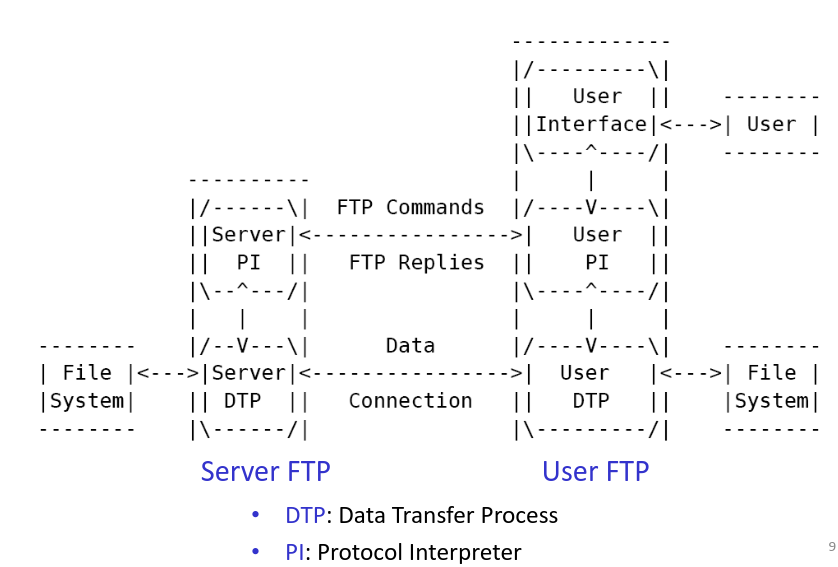 -------------
                                      |/---------\|
                                      ||   User  ||    --------
                                      ||Interface|<--->| User |
                                      |\----^----/|    --------
            ----------                |     |     |
            |/------\|  FTP Commands  |/----V----\|
            ||Server|<---------------->|   User  ||
            ||  PI  ||   FTP Replies  ||    PI   ||
            |\--^---/|                |\----^----/|
            |   |    |                |     |     |
--------    |/--V---\|      Data      |/----V----\|    --------
| File |<--->|Server|<---------------->|  User   |<--->| File |
|System|    || DTP  ||   Connection   ||   DTP   ||    |System|
--------    |\------/|                |\---------/|    --------
Server FTP User FTP
• DTP: Data Transfer Process
• PI: Protocol Interpreter
9